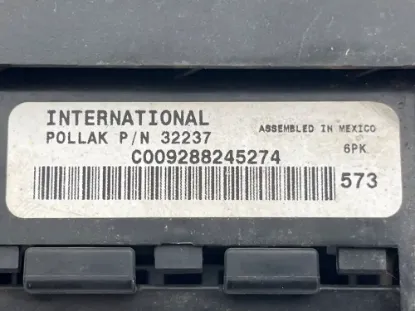 INTERNATIONAL
POLLAK P/N 32237
ASSEMBLED IN MEXICO
C009288245274
6PK
573